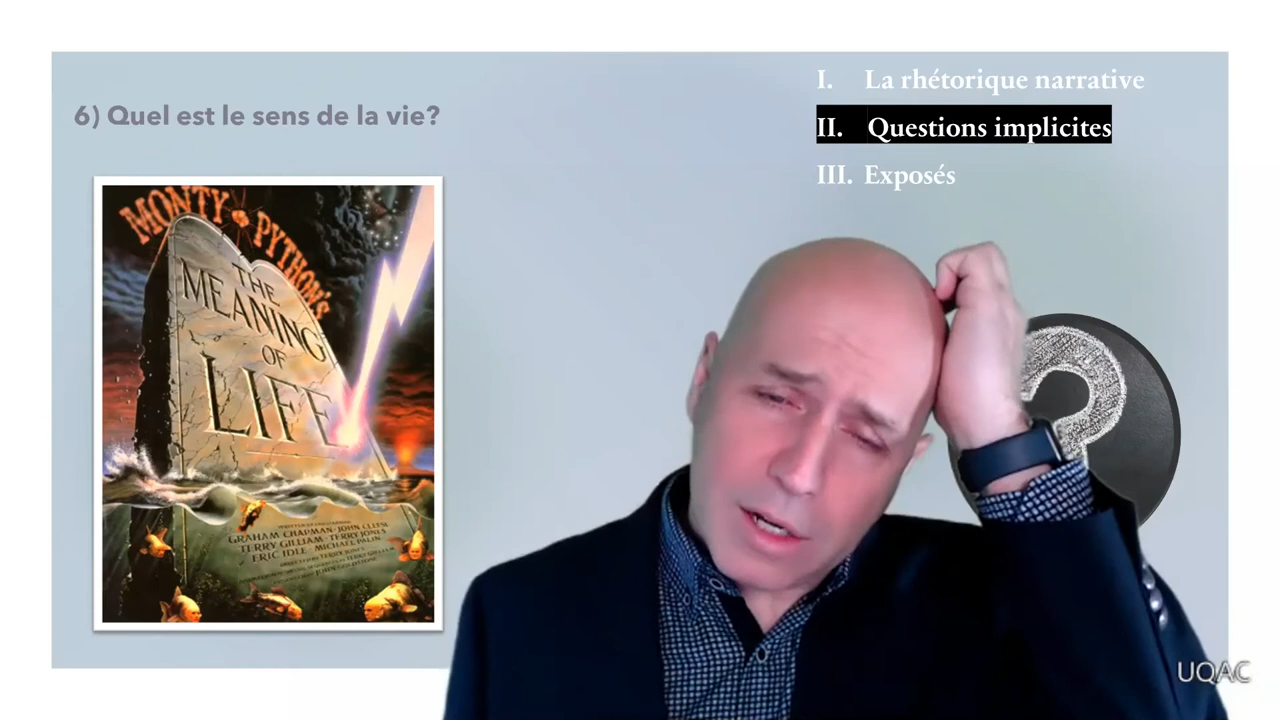 6) Quel est le sens de la vie?
I. La rhétorique narrative
II. Questions implicites
III. Exposés
MONTY PYTHON'S
THE
MEANING
OF
LIFE
GRAHAM CHAPMAN · JOHN CLEESE
TERRY GILLIAM · TERRY JONES
ERIC IDLE · MICHAEL PALIN
?
UQAC